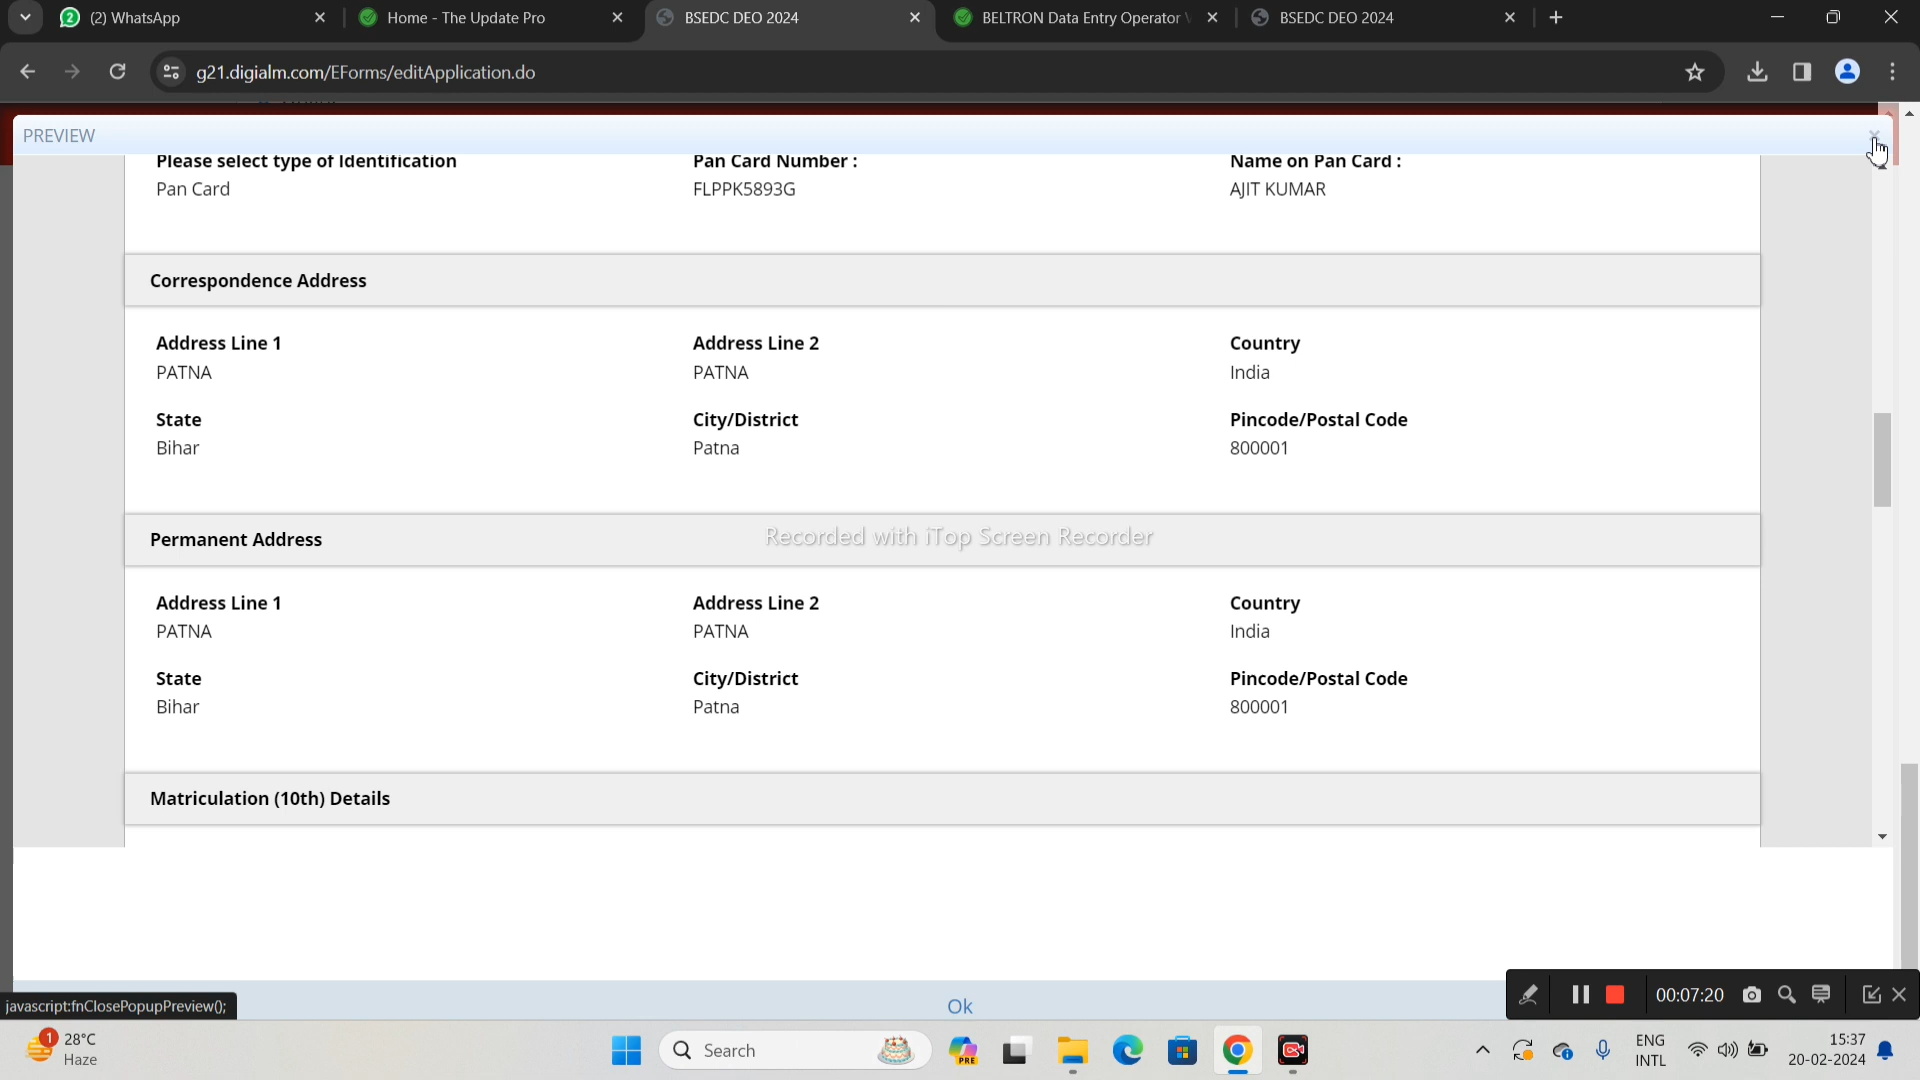 (2) WhatsApp
Home - The Update Pro
BSEDC DEO 2024
BELTRON Data Entry Operator
BSEDC DEO 2024
g21.digialm.com/EForms/editApplication.do
PREVIEW
Please select type of Identification Pan Card Number : Name on Pan Card :
Pan Card FLPPK5893G AJIT KUMAR
Correspondence Address
Address Line 1 Address Line 2 Country
PATNA PATNA India
State City/District Pincode/Postal Code
Bihar Patna 800001
Permanent Address
Recorded with iTop Screen Recorder
Address Line 1 Address Line 2 Country
PATNA PATNA India
State City/District Pincode/Postal Code
Bihar Patna 800001
Matriculation (10th) Details
javascript:fnClosePopupPreview();
Ok
00:07:20
1
28°C
Haze
Search
PRE
ENG
INTL
15:37
20-02-2024